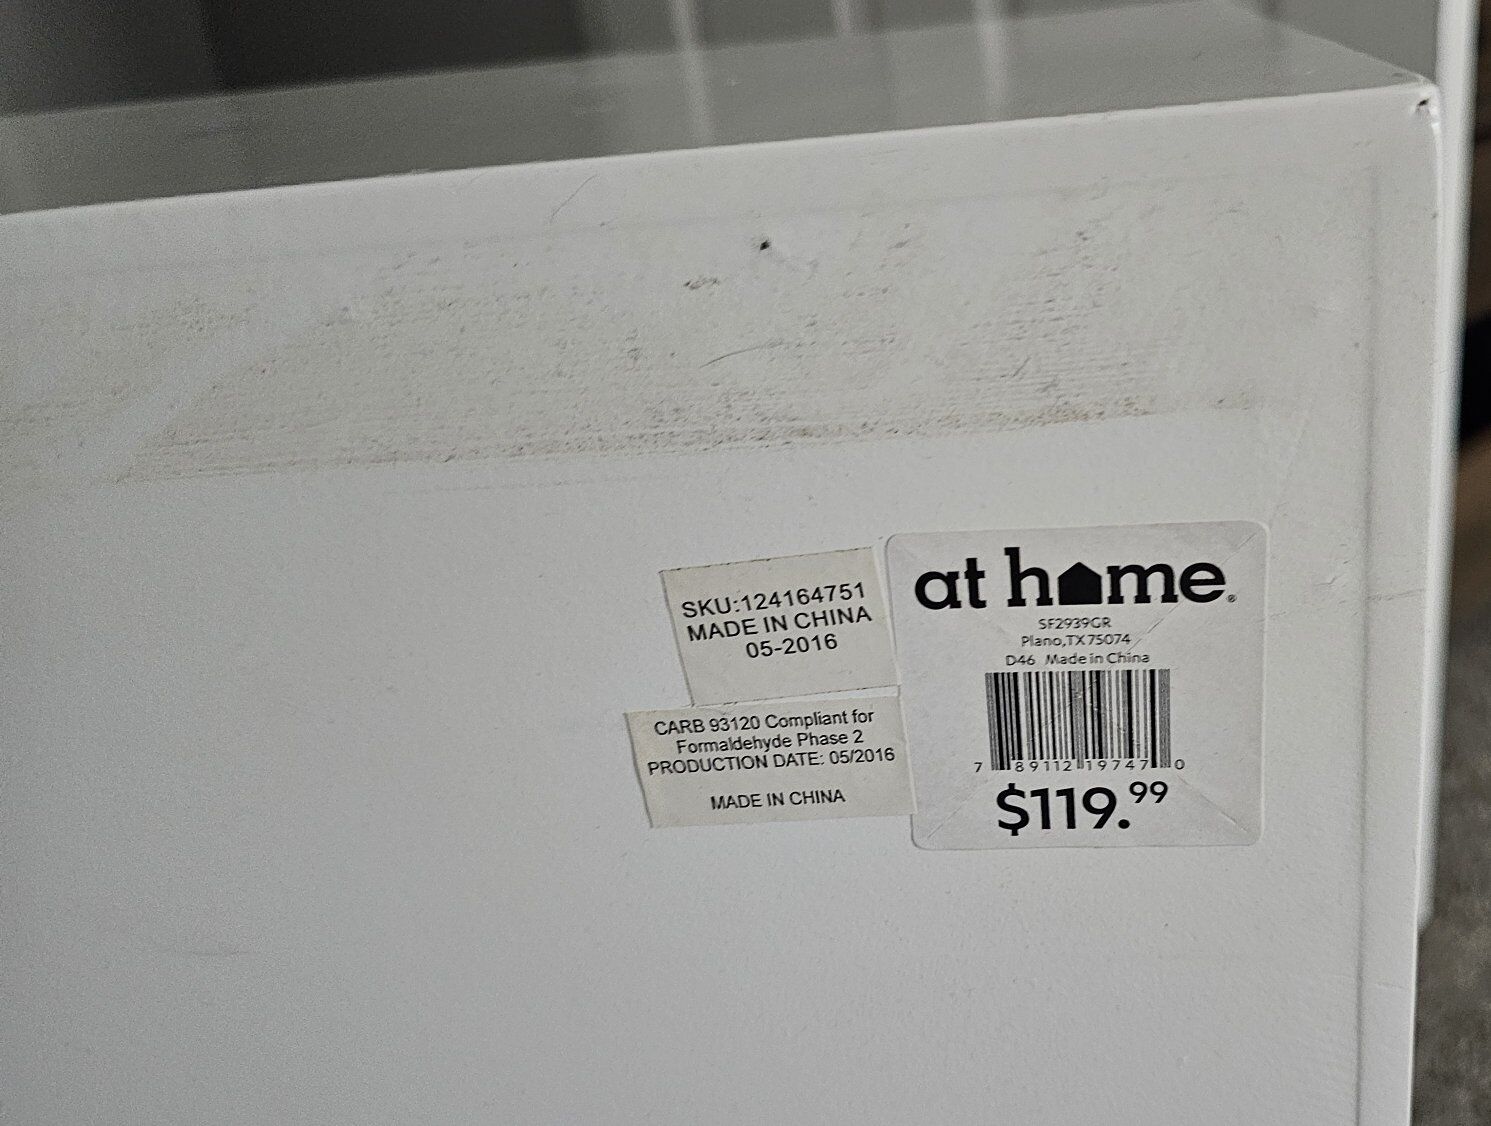 SKU:124164751
MADE IN CHINA
05-2016
CARB 93120 Compliant for
Formaldehyde Phase 2
PRODUCTION DATE: 05/2016
MADE IN CHINA
at home®
SF2939GR
Plano,TX 75074
D46 Made in China
7 89112 19747 0
$119.99